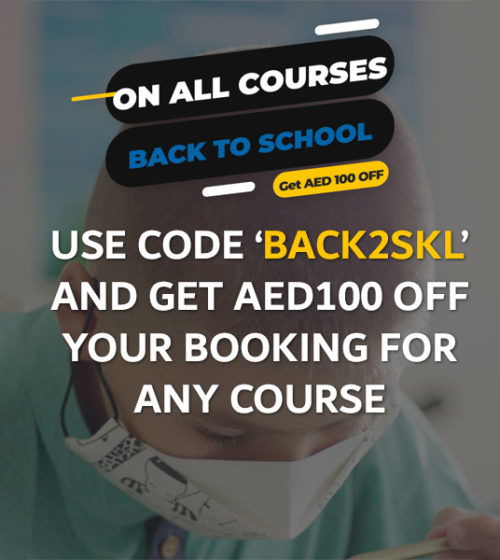 ON ALL COURSES
BACK TO SCHOOL
Get AED 100 OFF
USE CODE ‘BACK2SKL’
AND GET AED100 OFF
YOUR BOOKING FOR
ANY COURSE